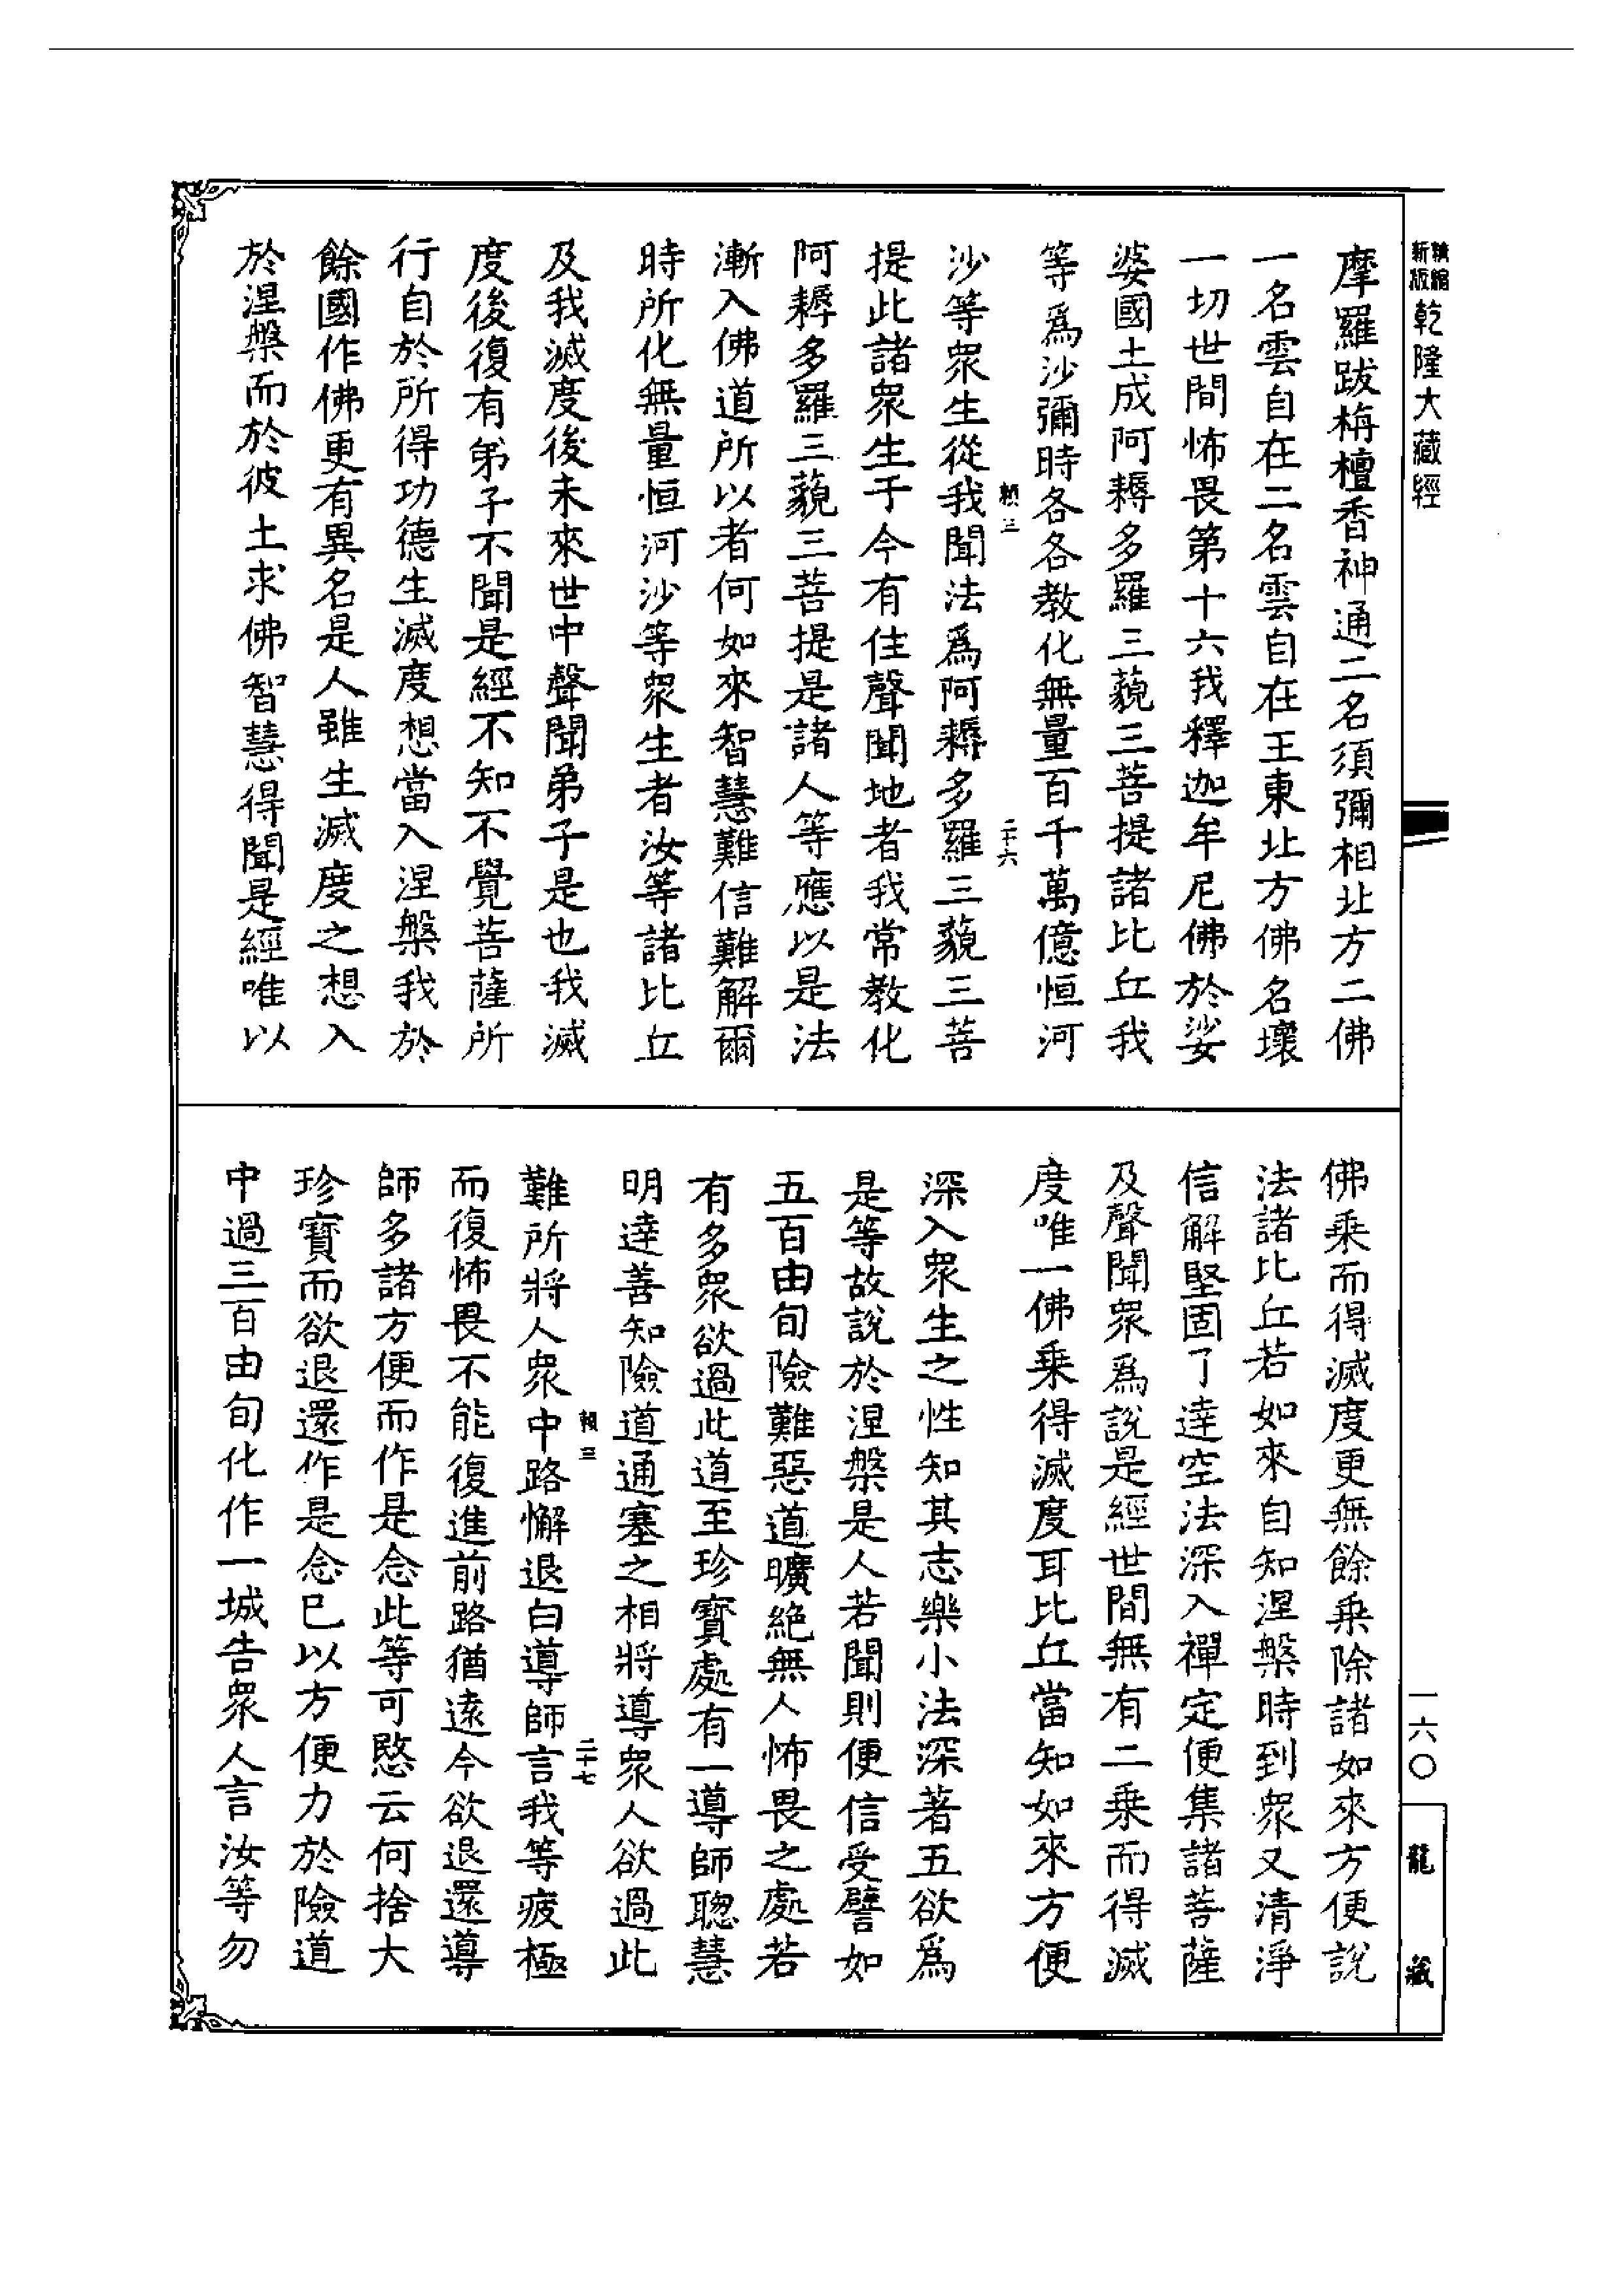 精縮新版乾隆大藏經
摩羅跋栴檀香神通二名須彌相北方二佛
一名雲自在二名雲自在王東北方佛名壞
一切世間怖畏第十六我釋迦牟尼佛於娑
婆國土成阿耨多羅三藐三菩提諸比丘我
等爲沙彌時各各教化無量百千萬億恒河
賴三 二十六
沙等眾生從我聞法爲阿耨多羅三藐三菩
提此諸眾生于今有住聲聞地者我常教化
阿耨多羅三藐三菩提是諸人等應以是法
漸入佛道所以者何如來智慧難信難解爾
時所化無量恒河沙等眾生者汝等諸比丘
及我滅度後未來世中聲聞弟子是也我滅
度後復有弟子不聞是經不知不覺菩薩所
行自於所得功德生滅度想當入涅槃我於
餘國作佛更有異名是人雖生滅度之想入
於涅槃而於彼土求佛智慧得聞是經唯以
佛乘而得滅度更無餘乘除諸如來方便說
法諸比丘若如來自知涅槃時到眾又清淨
信解堅固了達空法深入禪定便集諸菩薩
及聲聞眾爲說是經世間無有二乘而得滅
度唯一佛乘得滅度耳比丘當知如來方便
深入眾生之性知其志樂小法深著五欲爲
是等故說於涅槃是人若聞則便信受譬如
五百由旬險難惡道曠絕無人怖畏之處若
有多眾欲過此道至珍寶處有一導師聰慧
明達善知險道通塞之相將導眾人欲過此
賴三 二十七
難所將人眾中路懈退白導師言我等疲極
而復怖畏不能復進前路猶遠今欲退還導
師多諸方便而作是念此等可愍云何捨大
珍寶而欲退還作是念已以方便力於險道
中過三百由旬化作一城告眾人言汝等勿
一六〇
龍藏